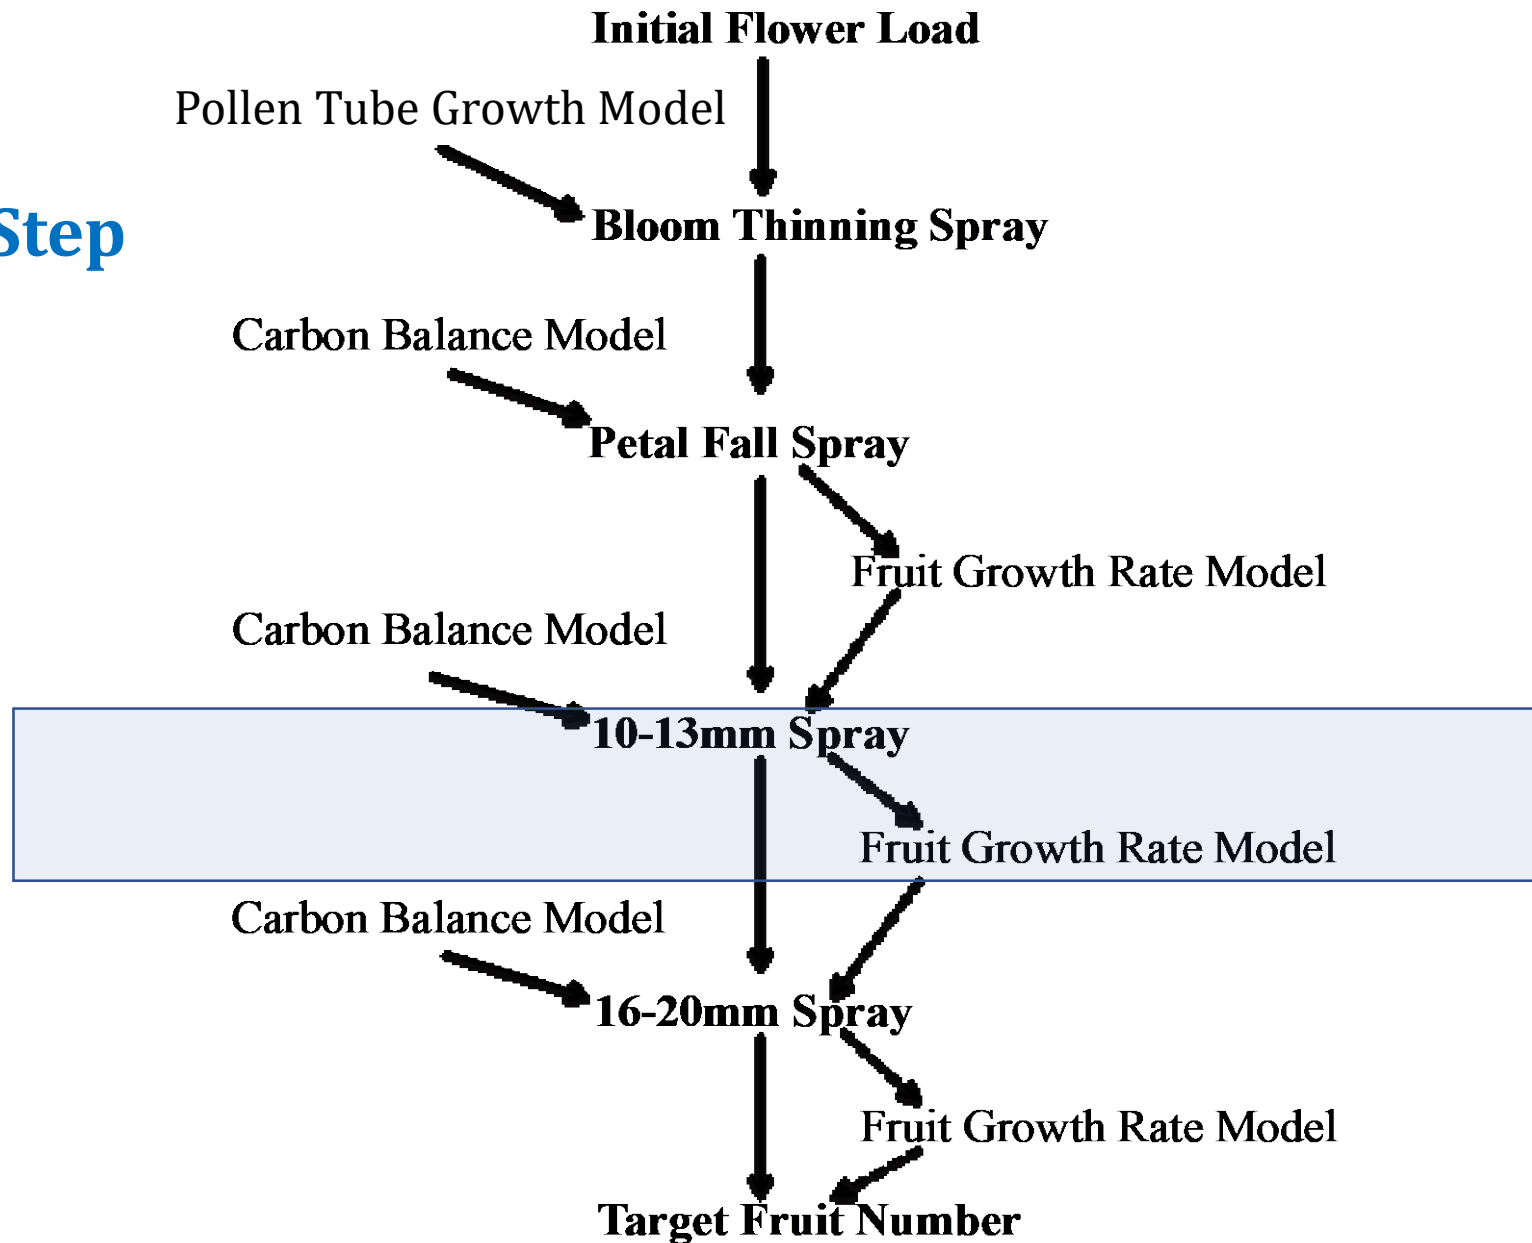 Initial Flower Load
Pollen Tube Growth Model
Step
Bloom Thinning Spray
Carbon Balance Model
Petal Fall Spray
Fruit Growth Rate Model
Carbon Balance Model
10-13mm Spray
Fruit Growth Rate Model
Carbon Balance Model
16-20mm Spray
Fruit Growth Rate Model
Target Fruit Number